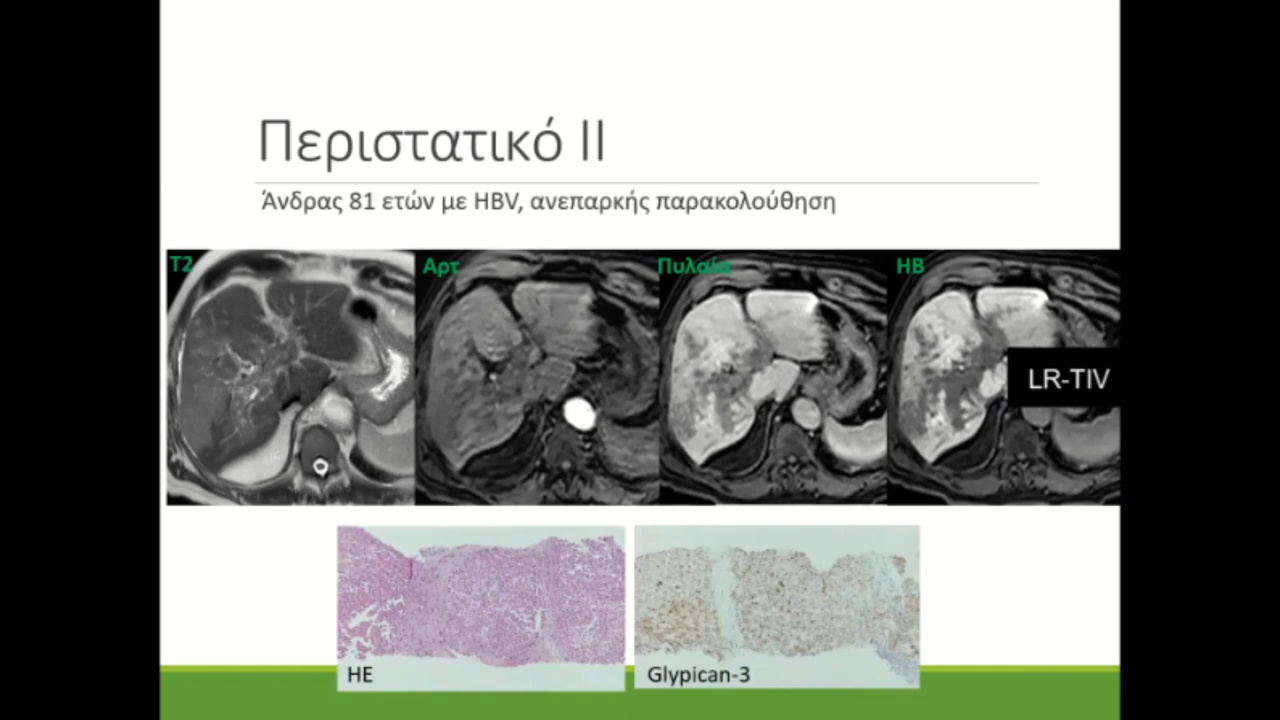 Περιστατικό II
Άνδρας 81 ετών με HBV, ανεπαρκής παρακολούθηση
T2
Αρτ
Πυλαία
HB
LR-TIV
HE
Glypican-3